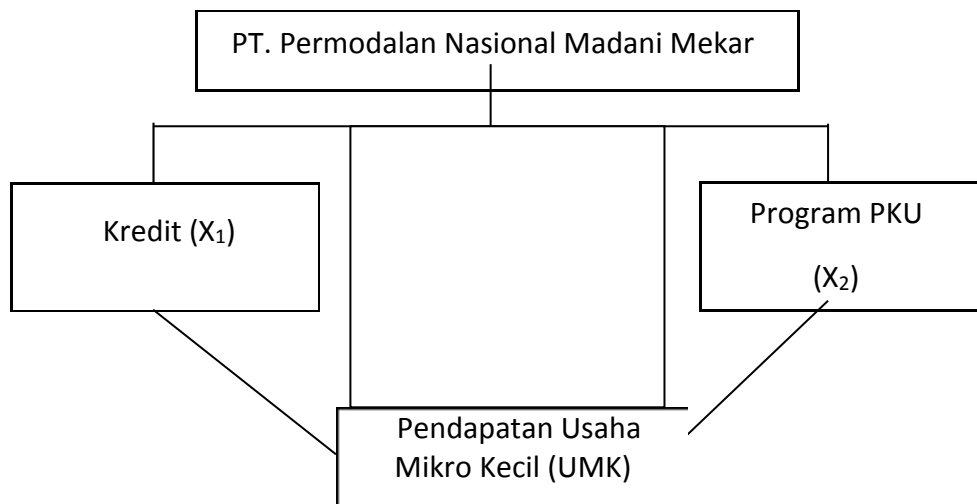 PT. Permodalan Nasional Madani Mekar
Kredit (X₁)
Program PKU
(X₂)
Pendapatan Usaha
Mikro Kecil (UMK)